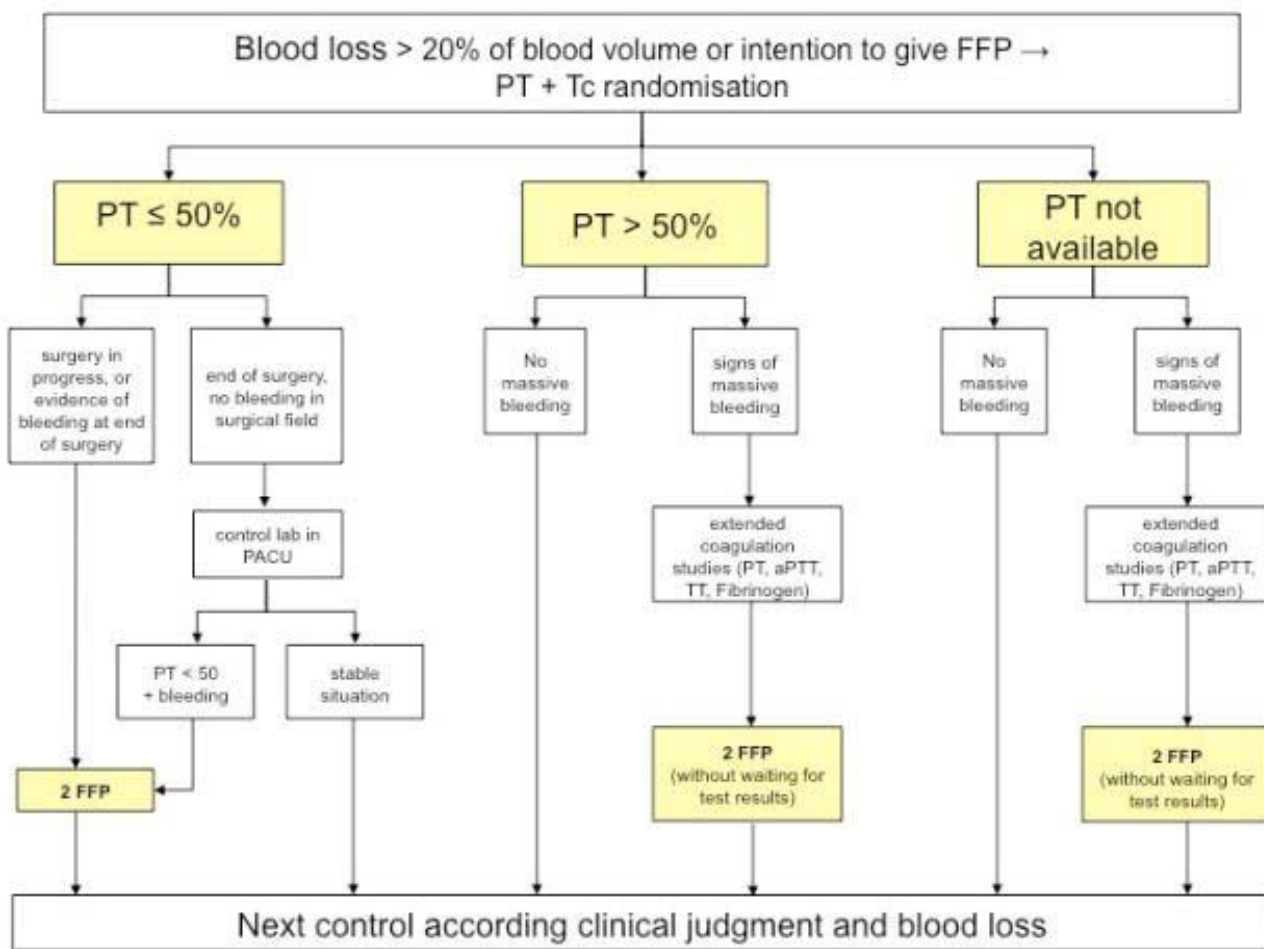 Blood loss > 20% of blood volume or intention to give FFP →
PT + Tc randomisation
PT ≤ 50%
PT > 50%
PT not
available
surgery in
progress, or
evidence of
bleeding at end
of surgery
end of surgery,
no bleeding in
surgical field
No
massive
bleeding
signs of
massive
bleeding
No
massive
bleeding
signs of
massive
bleeding
control lab in
PACU
extended
coagulation
studies (PT, aPTT,
TT, Fibrinogen)
extended
coagulation
studies (PT, aPTT,
TT, Fibrinogen)
PT < 50
+ bleeding
stable
situation
2 FFP
2 FFP
(without waiting for
test results)
2 FFP
(without waiting for
test results)
Next control according clinical judgment and blood loss